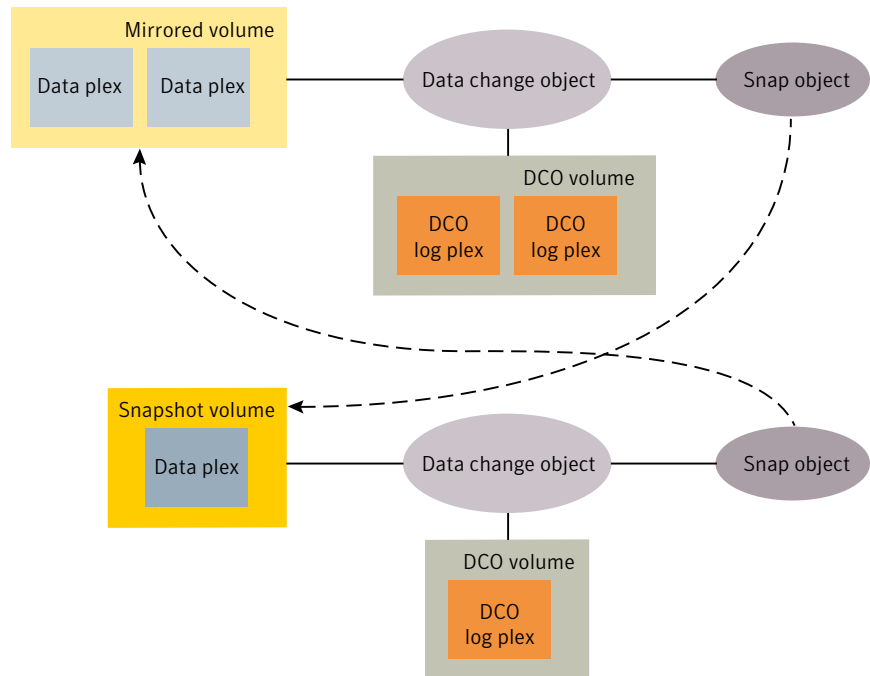 Mirrored volume
Data plex
Data plex
Data change object
Snap object
DCO volume
DCO
log plex
DCO
log plex
Snapshot volume
Data plex
Data change object
Snap object
DCO volume
DCO
log plex